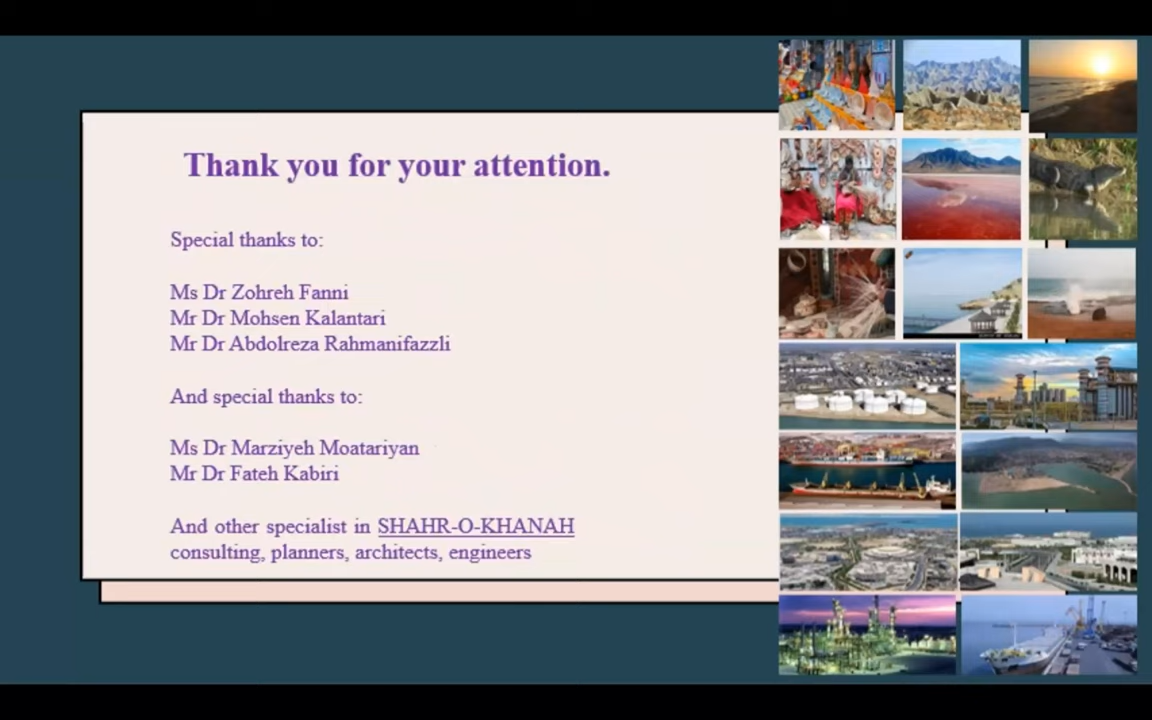 Thank you for your attention.
Special thanks to:
Ms Dr Zohreh Fanni
Mr Dr Mohsen Kalantari
Mr Dr Abdolreza Rahmanifazzli
And special thanks to:
Ms Dr Marziyeh Moatariyan
Mr Dr Fateh Kabiri
And other specialist in SHAHR-O-KHANAH
consulting, planners, architects, engineers